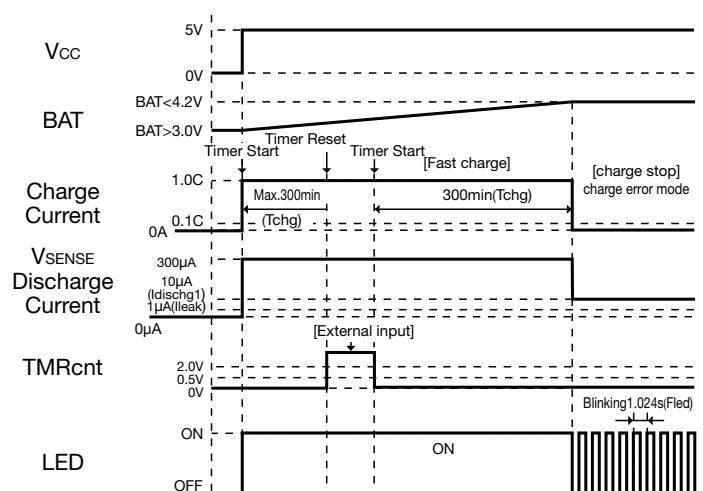 5V
VCC
0V
BAT<4.2V
BAT
BAT>3.0V
Timer Reset
Timer Start
Timer Start
[Fast charge]
[charge stop]
charge error mode
1.0C
Charge
Current
Max.300min
(Tchg)
300min(Tchg)
0.1C
0A
VSENSE
Discharge
Current
300µA
10µA
(Idischg1)
1µA(Ileak)
0µA
[External input]
TMRcnt
2.0V
0.5V
0V
Blinking1.024s(Fled)
ON
ON
LED
OFF